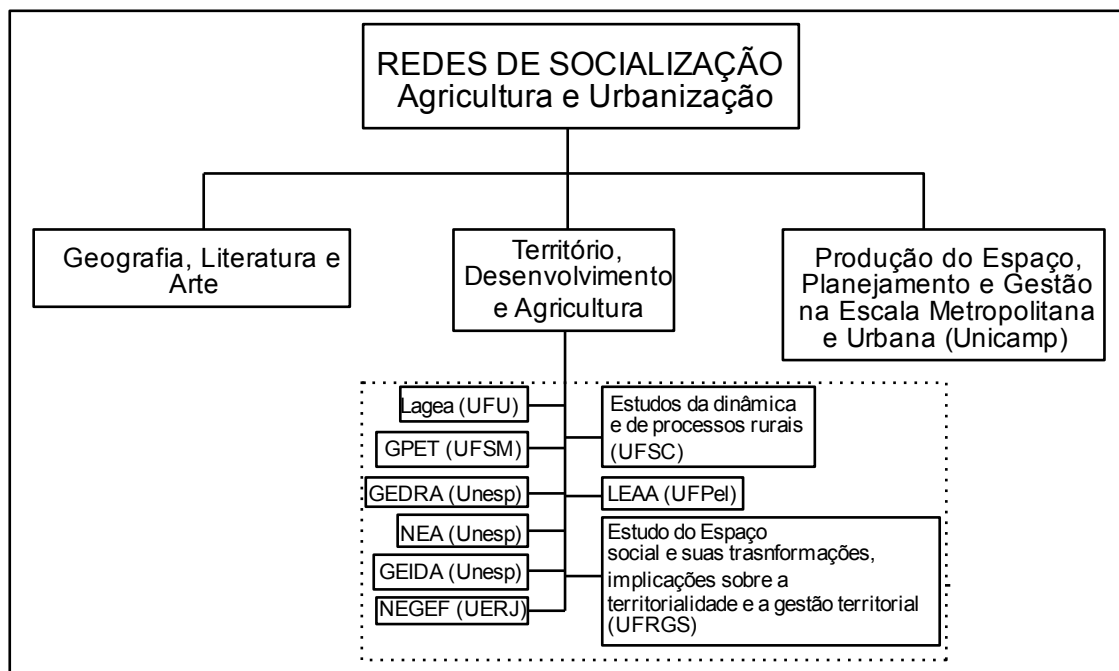 REDES DE SOCIALIZAÇÃO
Agricultura e Urbanização
Geografia, Literatura e
Arte
Território,
Desenvolvimento
e Agricultura
Produção do Espaço,
Planejamento e Gestão
na Escala Metropolitana
e Urbana (Unicamp)
Lagea (UFU)
GPET (UFSM)
GEDRA (Unesp)
NEA (Unesp)
GEIDA (Unesp)
NEGEF (UERJ)
Estudos da dinâmica
e de processos rurais
(UFSC)
LEAA (UFPel)
Estudo do Espaço
social e suas trasnformações,
implicações sobre a
territorialidade e a gestão territorial
(UFRGS)